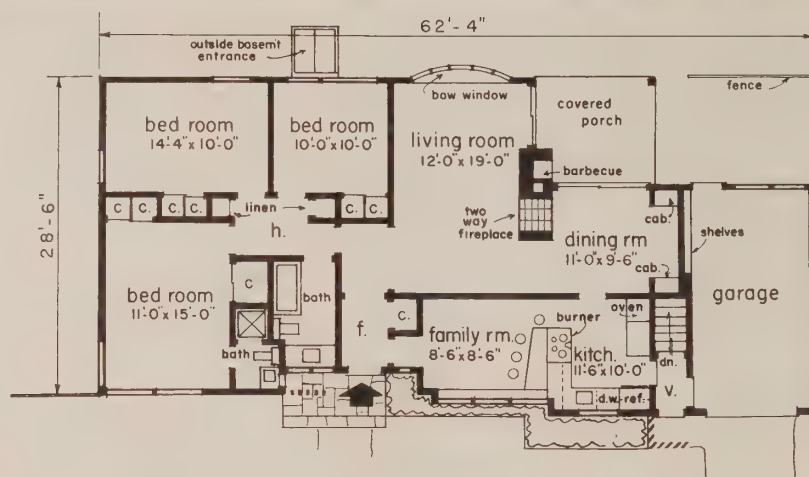 62'-4"
outside basem't
entrance
bow window
covered
porch
fence
bed room
14'-4" x 10'-0"
bed room
10'-0" x 10'-0"
living room
12'-0" x 19'-0"
barbecue
28'-6"
C.
C.
C.
C.
linen
C.
C.
two
way
fireplace
cab.
shelves
h.
dining rm
11'-0" x 9'-6"
cab.
garage
bed room
11'-0" x 15'-0"
C
bath
f.
C.
burner
oven
family rm.
8'-6" x 8'-6"
kitch.
11'-6" x 10'-0"
dn.
bath
d.w.
ref.
V.